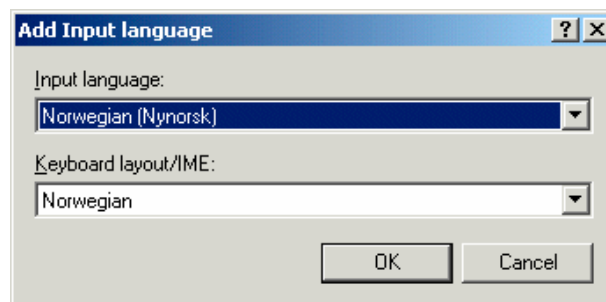 Add Input language
Input language:
Norwegian (Nynorsk)
Keyboard layout/IME:
Norwegian
OK Cancel